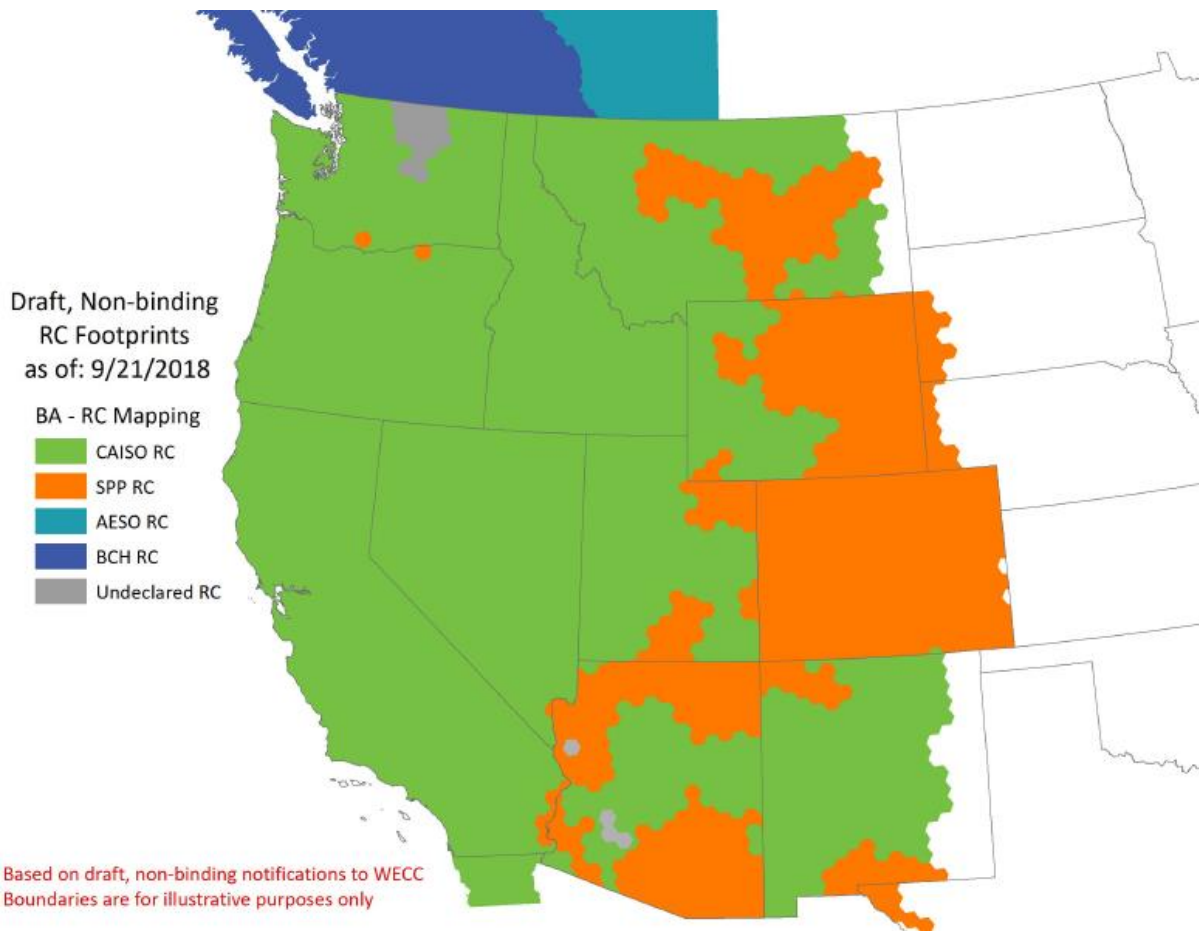 Draft, Non-binding
RC Footprints
as of: 9/21/2018
BA - RC Mapping
CAISO RC
SPP RC
AESO RC
BCH RC
Undeclared RC
Based on draft, non-binding notifications to WECC
Boundaries are for illustrative purposes only